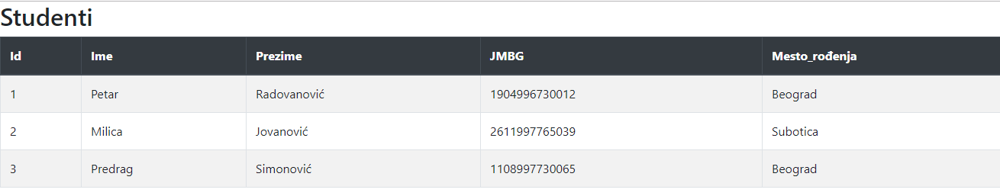 Studenti
Id Ime Prezime JMBG Mesto_rođenja
1 Petar Radovanović 1904996730012 Beograd
2 Milica Jovanović 2611997765039 Subotica
3 Predrag Simonović 1108997730065 Beograd